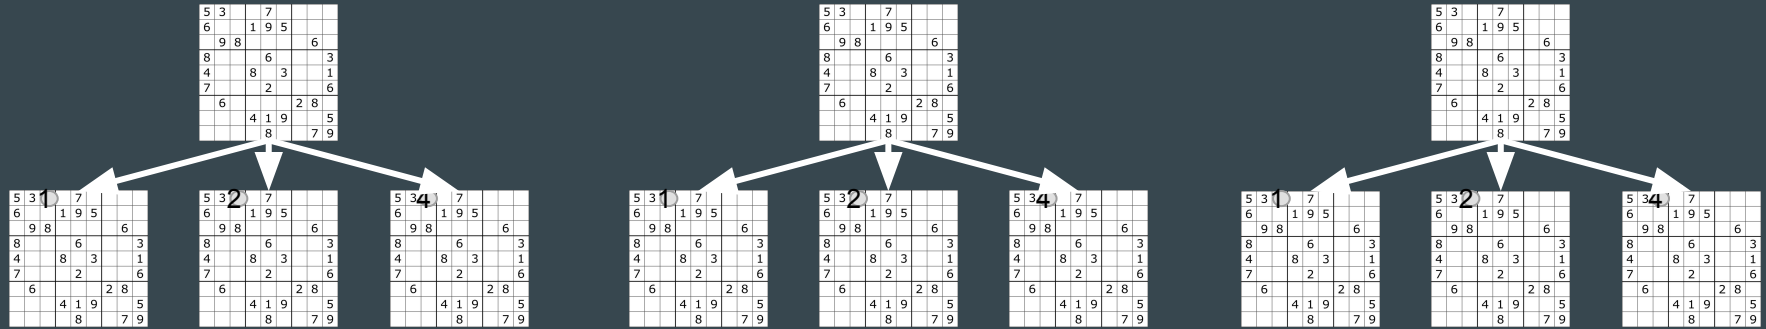 5 3 7 5 3 7 5 3 7
6 1 9 5 6 1 9 5 6 1 9 5
9 8 6 9 8 6 9 8 6
8 6 3 8 6 3 8 6 3
4 8 3 1 4 8 3 1 4 8 3 1
7 2 6 7 2 6 7 2 6
6 2 8 6 2 8 6 2 8
4 1 9 5 4 1 9 5 4 1 9 5
8 7 9 8 7 9 8 7 9
5 3 1 7 5 3 2 7 5 3 4 7 5 3 1 7 5 3 2 7 5 3 4 7 5 3 1 7 5 3 2 7 5 3 4 7
6 1 9 5 6 1 9 5 6 1 9 5 6 1 9 5 6 1 9 5 6 1 9 5 6 1 9 5 6 1 9 5 6 1 9 5
9 8 6 9 8 6 9 8 6 9 8 6 9 8 6 9 8 6 9 8 6 9 8 6 9 8 6
8 6 3 8 6 3 8 6 3 8 6 3 8 6 3 8 6 3 8 6 3 8 6 3 8 6 3
4 8 3 1 4 8 3 1 4 8 3 1 4 8 3 1 4 8 3 1 4 8 3 1 4 8 3 1 4 8 3 1 4 8 3 1
7 2 6 7 2 6 7 2 6 7 2 6 7 2 6 7 2 6 7 2 6 7 2 6 7 2 6
6 2 8 6 2 8 6 2 8 6 2 8 6 2 8 6 2 8 6 2 8 6 2 8 6 2 8
4 1 9 5 4 1 9 5 4 1 9 5 4 1 9 5 4 1 9 5 4 1 9 5 4 1 9 5 4 1 9 5 4 1 9 5
8 7 9 8 7 9 8 7 9 8 7 9 8 7 9 8 7 9 8 7 9 8 7 9 8 7 9